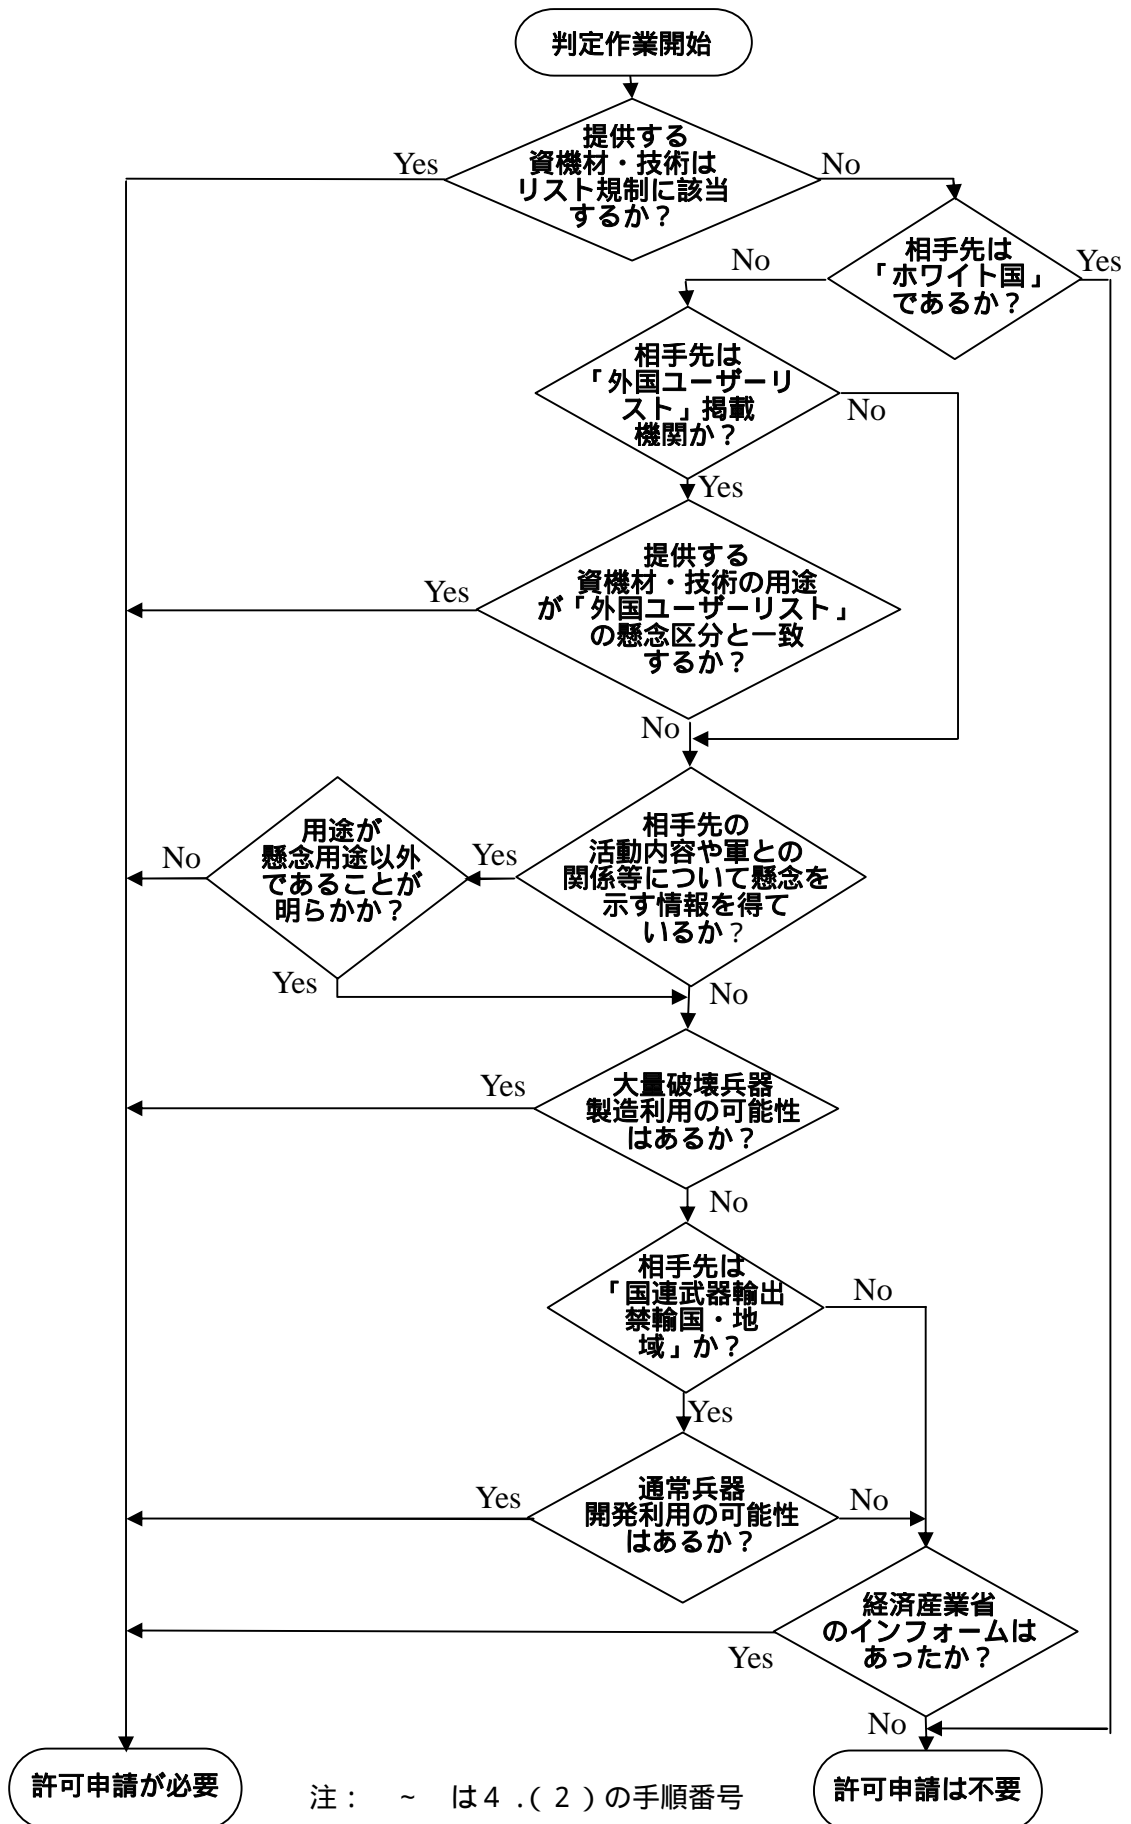 判定作業開始
提供する
資機材・技術は
リスト規制に該当
するか？
Yes
No
相手先は
「ホワイト国」
であるか？
No
Yes
相手先は
「外国ユーザーリ
スト」掲載
機関か？
No
Yes
提供する
資機材・技術の用途
が「外国ユーザーリスト」
の懸念区分と一致
するか？
Yes
No
相手先の
活動内容や軍との
関係等について懸念を
示す情報を得て
いるか？
Yes
用途が
懸念用途以外
であることが
明らかか？
No
Yes
No
大量破壊兵器
製造利用の可能性
はあるか？
Yes
No
相手先は
「国連武器輸出
禁輸国・地
域」か？
No
Yes
通常兵器
開発利用の可能性
はあるか？
Yes
No
経済産業省
のインフォームは
あったか？
Yes
No
許可申請が必要
許可申請は不要
注：　~　は４.(２)の手順番号